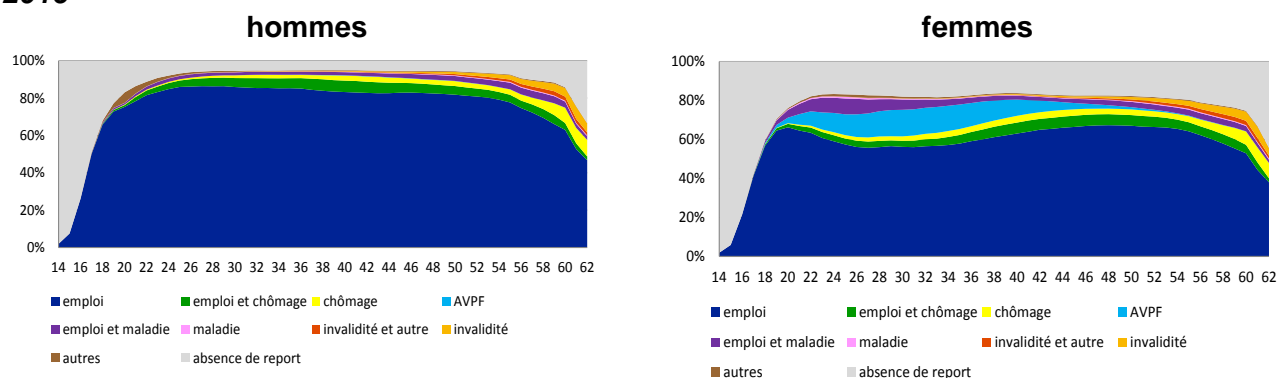 hommes
100%
80%
60%
40%
20%
0%
14 16 18 20 22 24 26 28 30 32 34 36 38 40 42 44 46 48 50 52 54 56 58 60 62
emploi emploi et chômage chômage AVPF
emploi et maladie maladie invalidité et autre invalidité
autres absence de report
femmes
100%
80%
60%
40%
20%
0%
14 16 18 20 22 24 26 28 30 32 34 36 38 40 42 44 46 48 50 52 54 56 58 60 62
emploi emploi et chômage chômage AVPF
emploi et maladie maladie invalidité et autre invalidité
autres absence de report